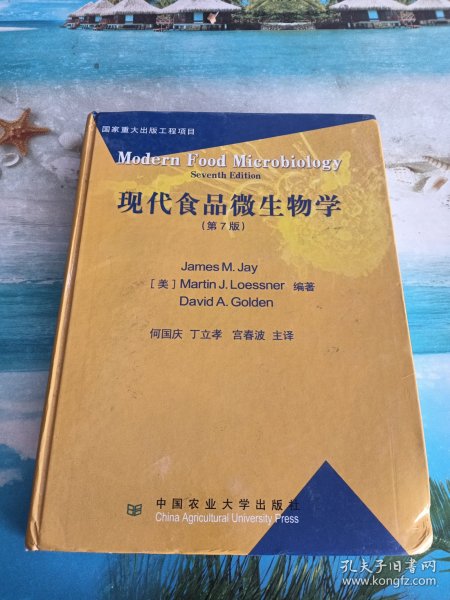 国家重大出版工程项目
Modern Food Microbiology
Seventh Edition
现代食品微生物学
(第7版)
James M. Jay
[美] Martin J. Loessner 编著
David A. Golden
何国庆 丁立孝 宫春波 主译
中国农业大学出版社
China Agricultural University Press
孔夫子旧书网
www.kongfz.com